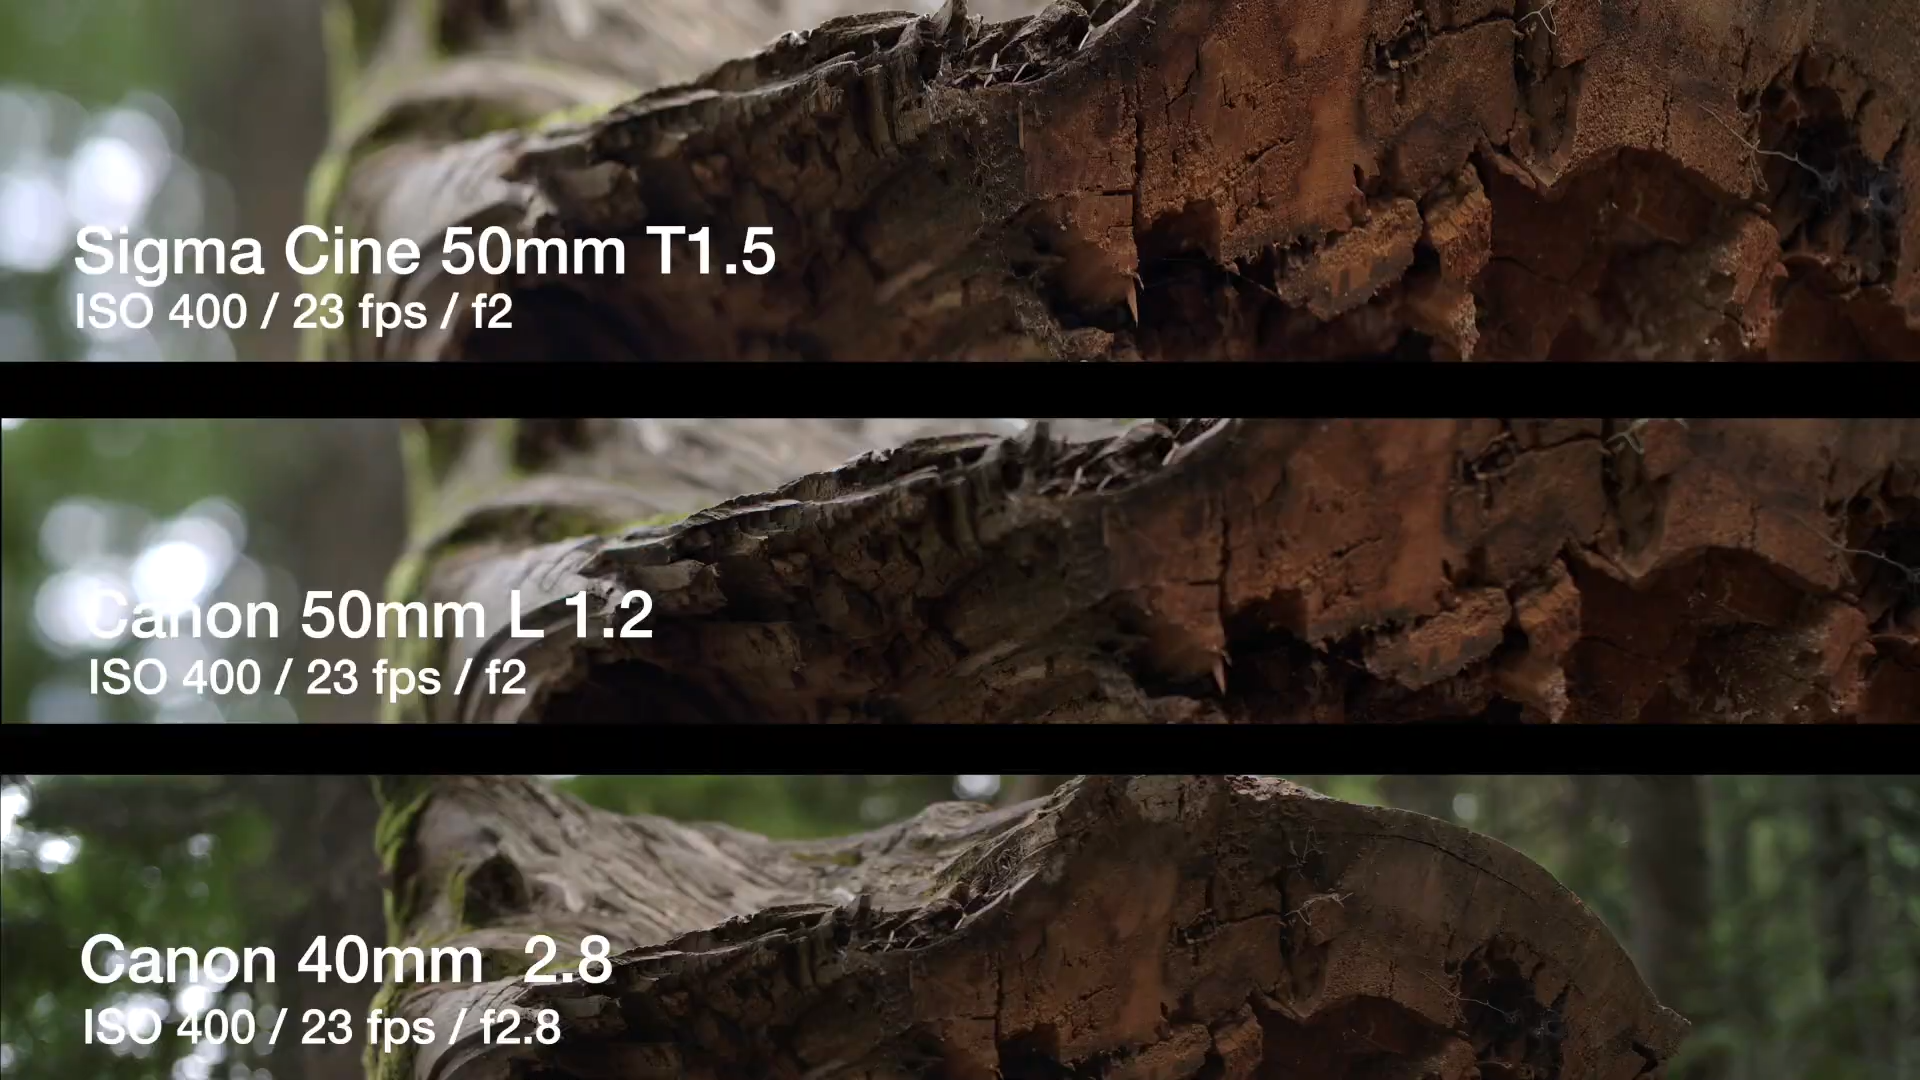 Sigma Cine 50mm T1.5
ISO 400 / 23 fps / f2
Canon 50mm L 1.2
ISO 400 / 23 fps / f2
Canon 40mm 2.8
ISO 400 / 23 fps / f2.8